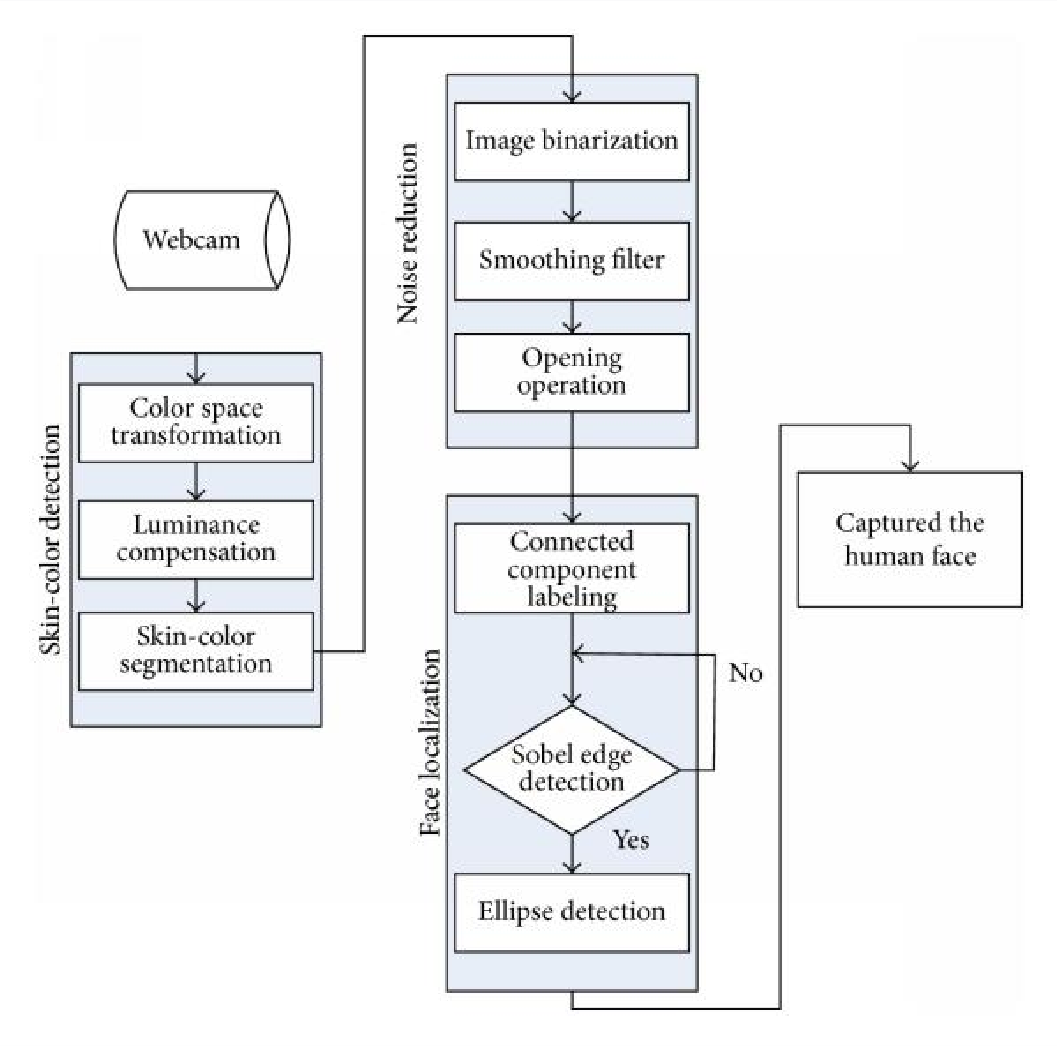 Webcam
Skin-color detection
Color space
transformation
Luminance
compensation
Skin-color
segmentation
Noise reduction
Image binarization
Smoothing filter
Opening
operation
Face localization
Connected
component
labeling
No
Sobel edge
detection
Yes
Ellipse detection
Captured the
human face